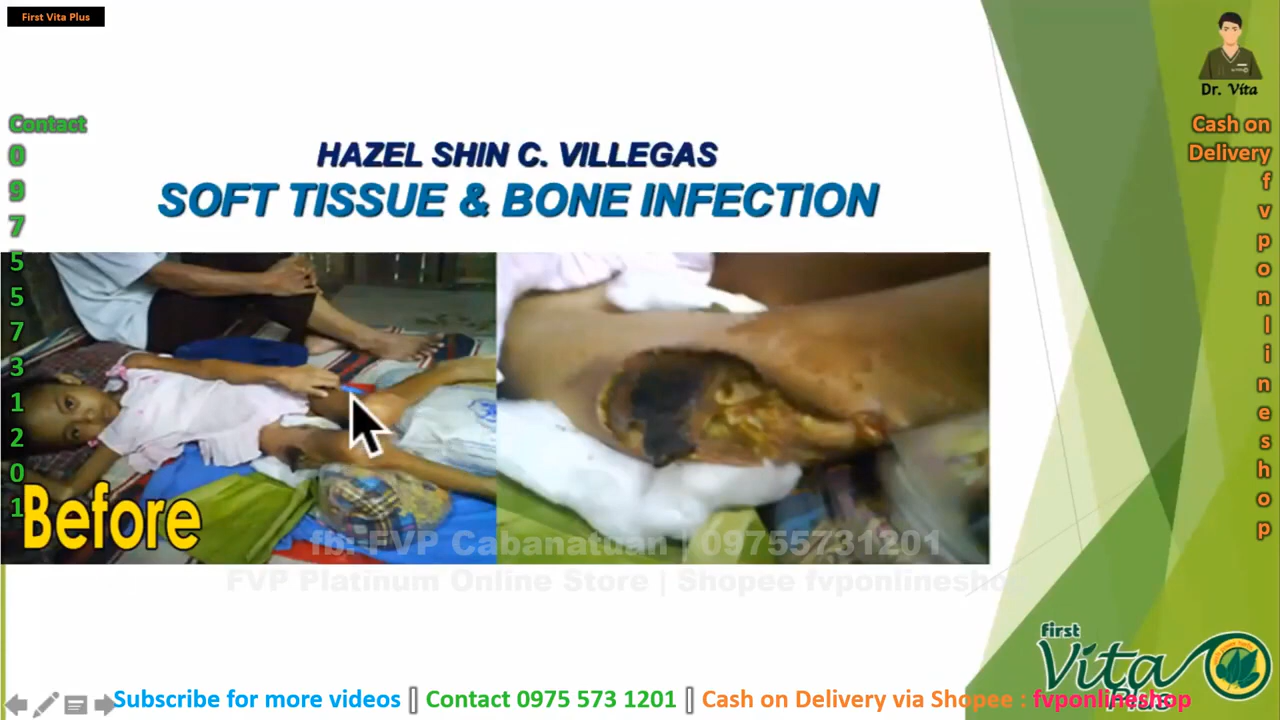 First Vita Plus
Dr. Vita
Contact
0
9
7
5
5
7
3
1
2
0
1
Cash on
Delivery
f
v
p
o
n
l
i
n
e
s
h
o
p
HAZEL SHIN C. VILLEGAS
SOFT TISSUE & BONE INFECTION
Before
fb: FVP Cabanatuan | 09755731201
FVP Platinum Online Store | Shopee fvponlineshop
first
Vita
Plus
Subscribe for more videos | Contact 0975 573 1201 | Cash on Delivery via Shopee : fvponlineshop